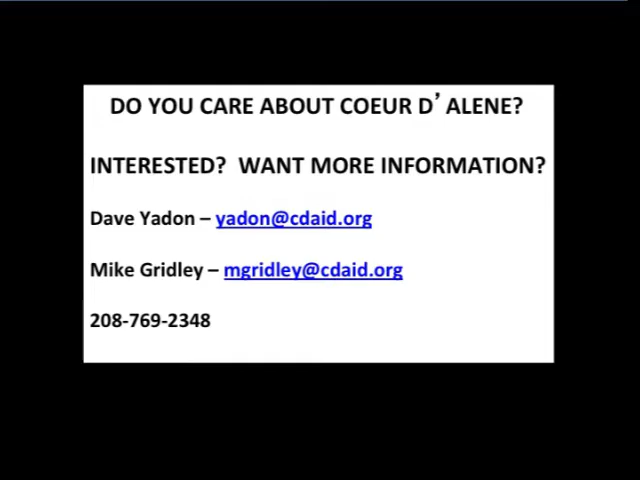 DO YOU CARE ABOUT COEUR D’ALENE?
INTERESTED? WANT MORE INFORMATION?
Dave Yadon – yadon@cdaid.org
Mike Gridley – mgridley@cdaid.org
208-769-2348